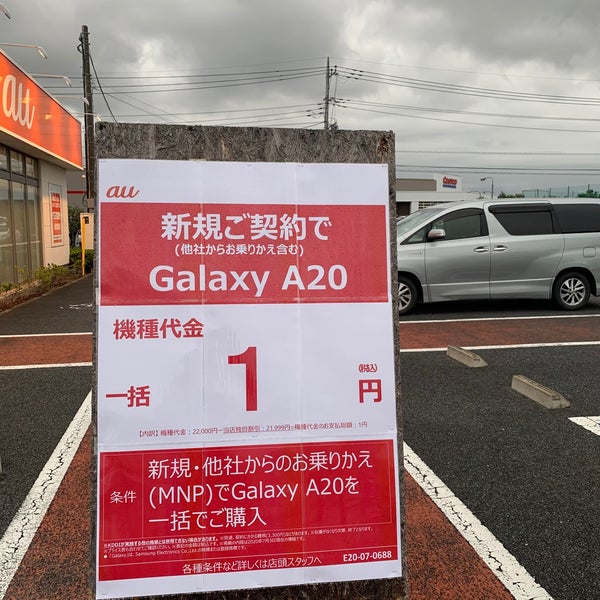 au
Costco
au
新規ご契約で
(他社からお乗りかえ含む)
Galaxy A20
機種代金
一括 1 円
(税込)
【内訳】機種代金：22,000円ー当店独自割引：21,999円=機種代金のお支払総額：1円
条件
新規・他社からのお乗りかえ
(MNP)でGalaxy A20を
一括でご購入
E20-07-0688
各種条件など詳しくは店頭スタッフへ